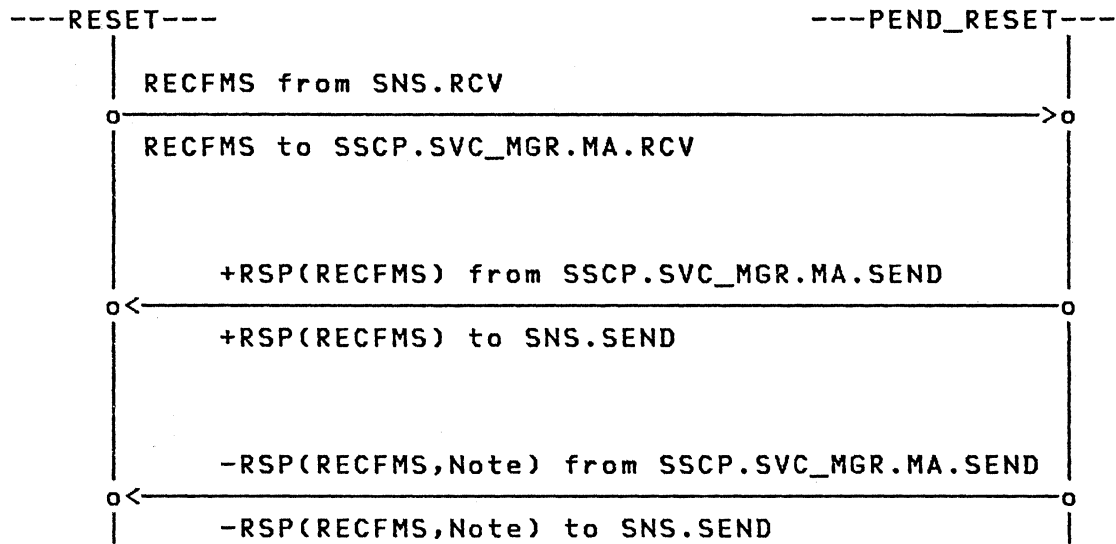 ---RESET--- ---PEND_RESET---
RECFMS from SNS.RCV
RECFMS to SSCP.SVC_MGR.MA.RCV
+RSP(RECFMS) from SSCP.SVC_MGR.MA.SEND
+RSP(RECFMS) to SNS.SEND
-RSP(RECFMS,Note) from SSCP.SVC_MGR.MA.SEND
-RSP(RECFMS,Note) to SNS.SEND